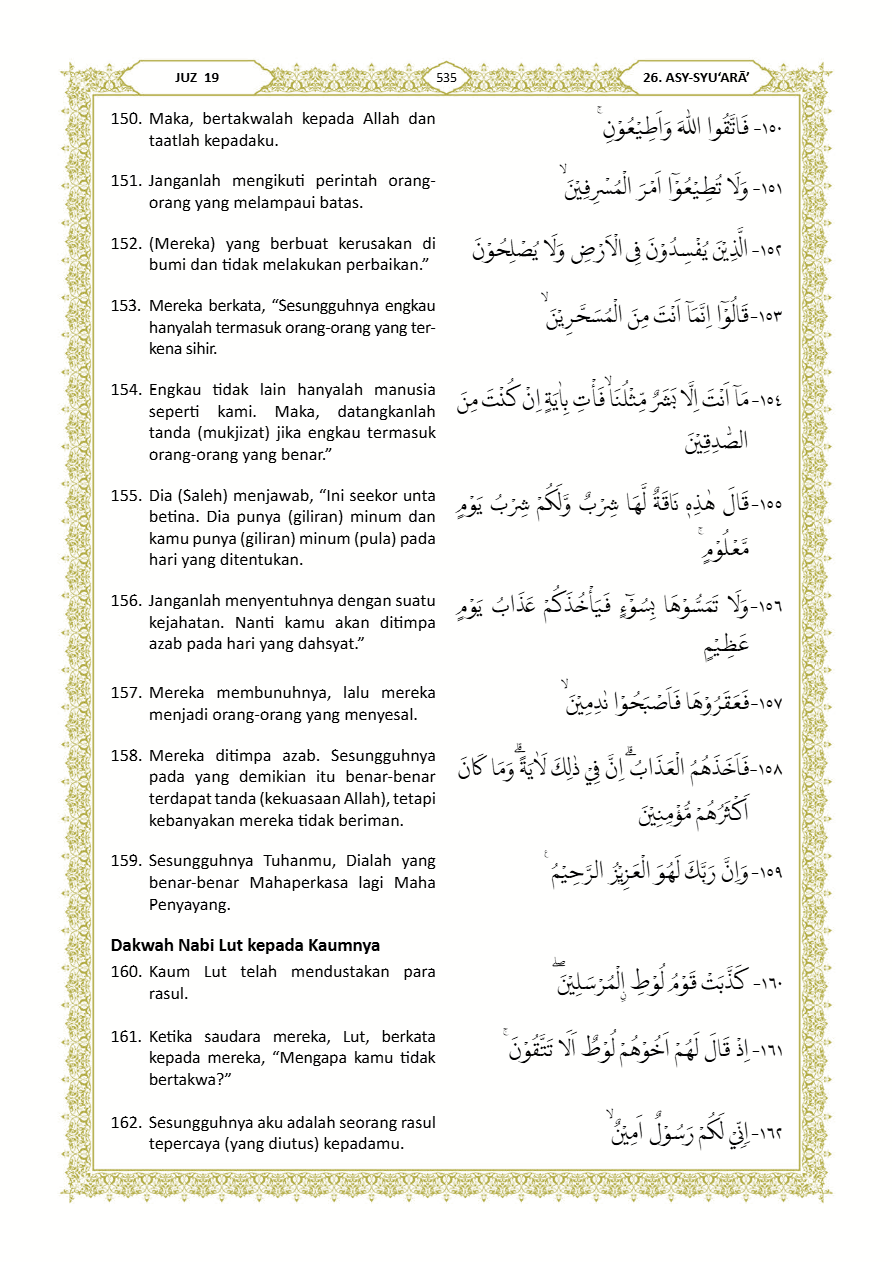 JUZ 19
535
26. ASY-SYU‘ARĀ’
150. Maka, bertakwalah kepada Allah dan
taatlah kepadaku.
١٥٠- فَاتَّقُوا اللّٰهَ وَاَطِيْعُوْنِ ۚ
151. Janganlah mengikuti perintah orang-
orang yang melampaui batas.
١٥١- وَلَا تُطِيْعُوْٓا اَمْرَ الْمُسْرِفِيْنَ ۙ
152. (Mereka) yang berbuat kerusakan di
bumi dan tidak melakukan perbaikan.”
١٥٢- الَّذِيْنَ يُفْسِدُوْنَ فِى الْاَرْضِ وَلَا يُصْلِحُوْنَ
153. Mereka berkata, “Sesungguhnya engkau
hanyalah termasuk orang-orang yang ter-
kena sihir.
١٥٣- قَالُوْٓا اِنَّمَآ اَنْتَ مِنَ الْمُسَحَّرِيْنَ ۙ
154. Engkau tidak lain hanyalah manusia
seperti kami. Maka, datangkanlah
tanda (mukjizat) jika engkau termasuk
orang-orang yang benar.”
١٥٤- مَآ اَنْتَ اِلَّا بَشَرٌ مِّثْلُنَاۙ فَأْتِ بِاٰيَةٍ اِنْ كُنْتَ مِنَ
الصّٰدِقِيْنَ
155. Dia (Saleh) menjawab, “Ini seekor unta
betina. Dia punya (giliran) minum dan
kamu punya (giliran) minum (pula) pada
hari yang ditentukan.
١٥٥- قَالَ هٰذِهٖ نَاقَةٌ لَّهَا شِرْبٌ وَّلَكُمْ شِرْبُ يَوْمٍ
مَّعْلُوْمٍ ۚ
156. Janganlah menyentuhnya dengan suatu
kejahatan. Nanti kamu akan ditimpa
azab pada hari yang dahsyat.”
١٥٦- وَلَا تَمَسُّوْهَا بِسُوْۤءٍ فَيَأْخُذَكُمْ عَذَابُ يَوْمٍ
عَظِيْمٍ
157. Mereka membunuhnya, lalu mereka
menjadi orang-orang yang menyesal.
١٥٧- فَعَقَرُوْهَا فَاَصْبَحُوْا نٰدِمِيْنَ ۙ
158. Mereka ditimpa azab. Sesungguhnya
pada yang demikian itu benar-benar
terdapat tanda (kekuasaan Allah), tetapi
kebanyakan mereka tidak beriman.
١٥٨- فَاَخَذَهُمُ الْعَذَابُۗ اِنَّ فِيْ ذٰلِكَ لَاٰيَةًۗ وَمَا كَانَ
اَكْثَرُهُمْ مُّؤْمِنِيْنَ
159. Sesungguhnya Tuhanmu, Dialah yang
benar-benar Mahaperkasa lagi Maha
Penyayang.
١٥٩- وَاِنَّ رَبَّكَ لَهُوَ الْعَزِيْزُ الرَّحِيْمُ ࣖ
Dakwah Nabi Lut kepada Kaumnya
160. Kaum Lut telah mendustakan para
rasul.
١٦٠- كَذَّبَتْ قَوْمُ لُوْطِ ۨالْمُرْسَلِيْنَ ۖ
161. Ketika saudara mereka, Lut, berkata
kepada mereka, “Mengapa kamu tidak
bertakwa?”
١٦١- اِذْ قَالَ لَهُمْ اَخُوْهُمْ لُوْطٌ اَلَا تَتَّقُوْنَ ۚ
162. Sesungguhnya aku adalah seorang rasul
tepercaya (yang diutus) kepadamu.
١٦٢- اِنِّيْ لَكُمْ رَسُوْلٌ اَمِيْنٌ ۙ